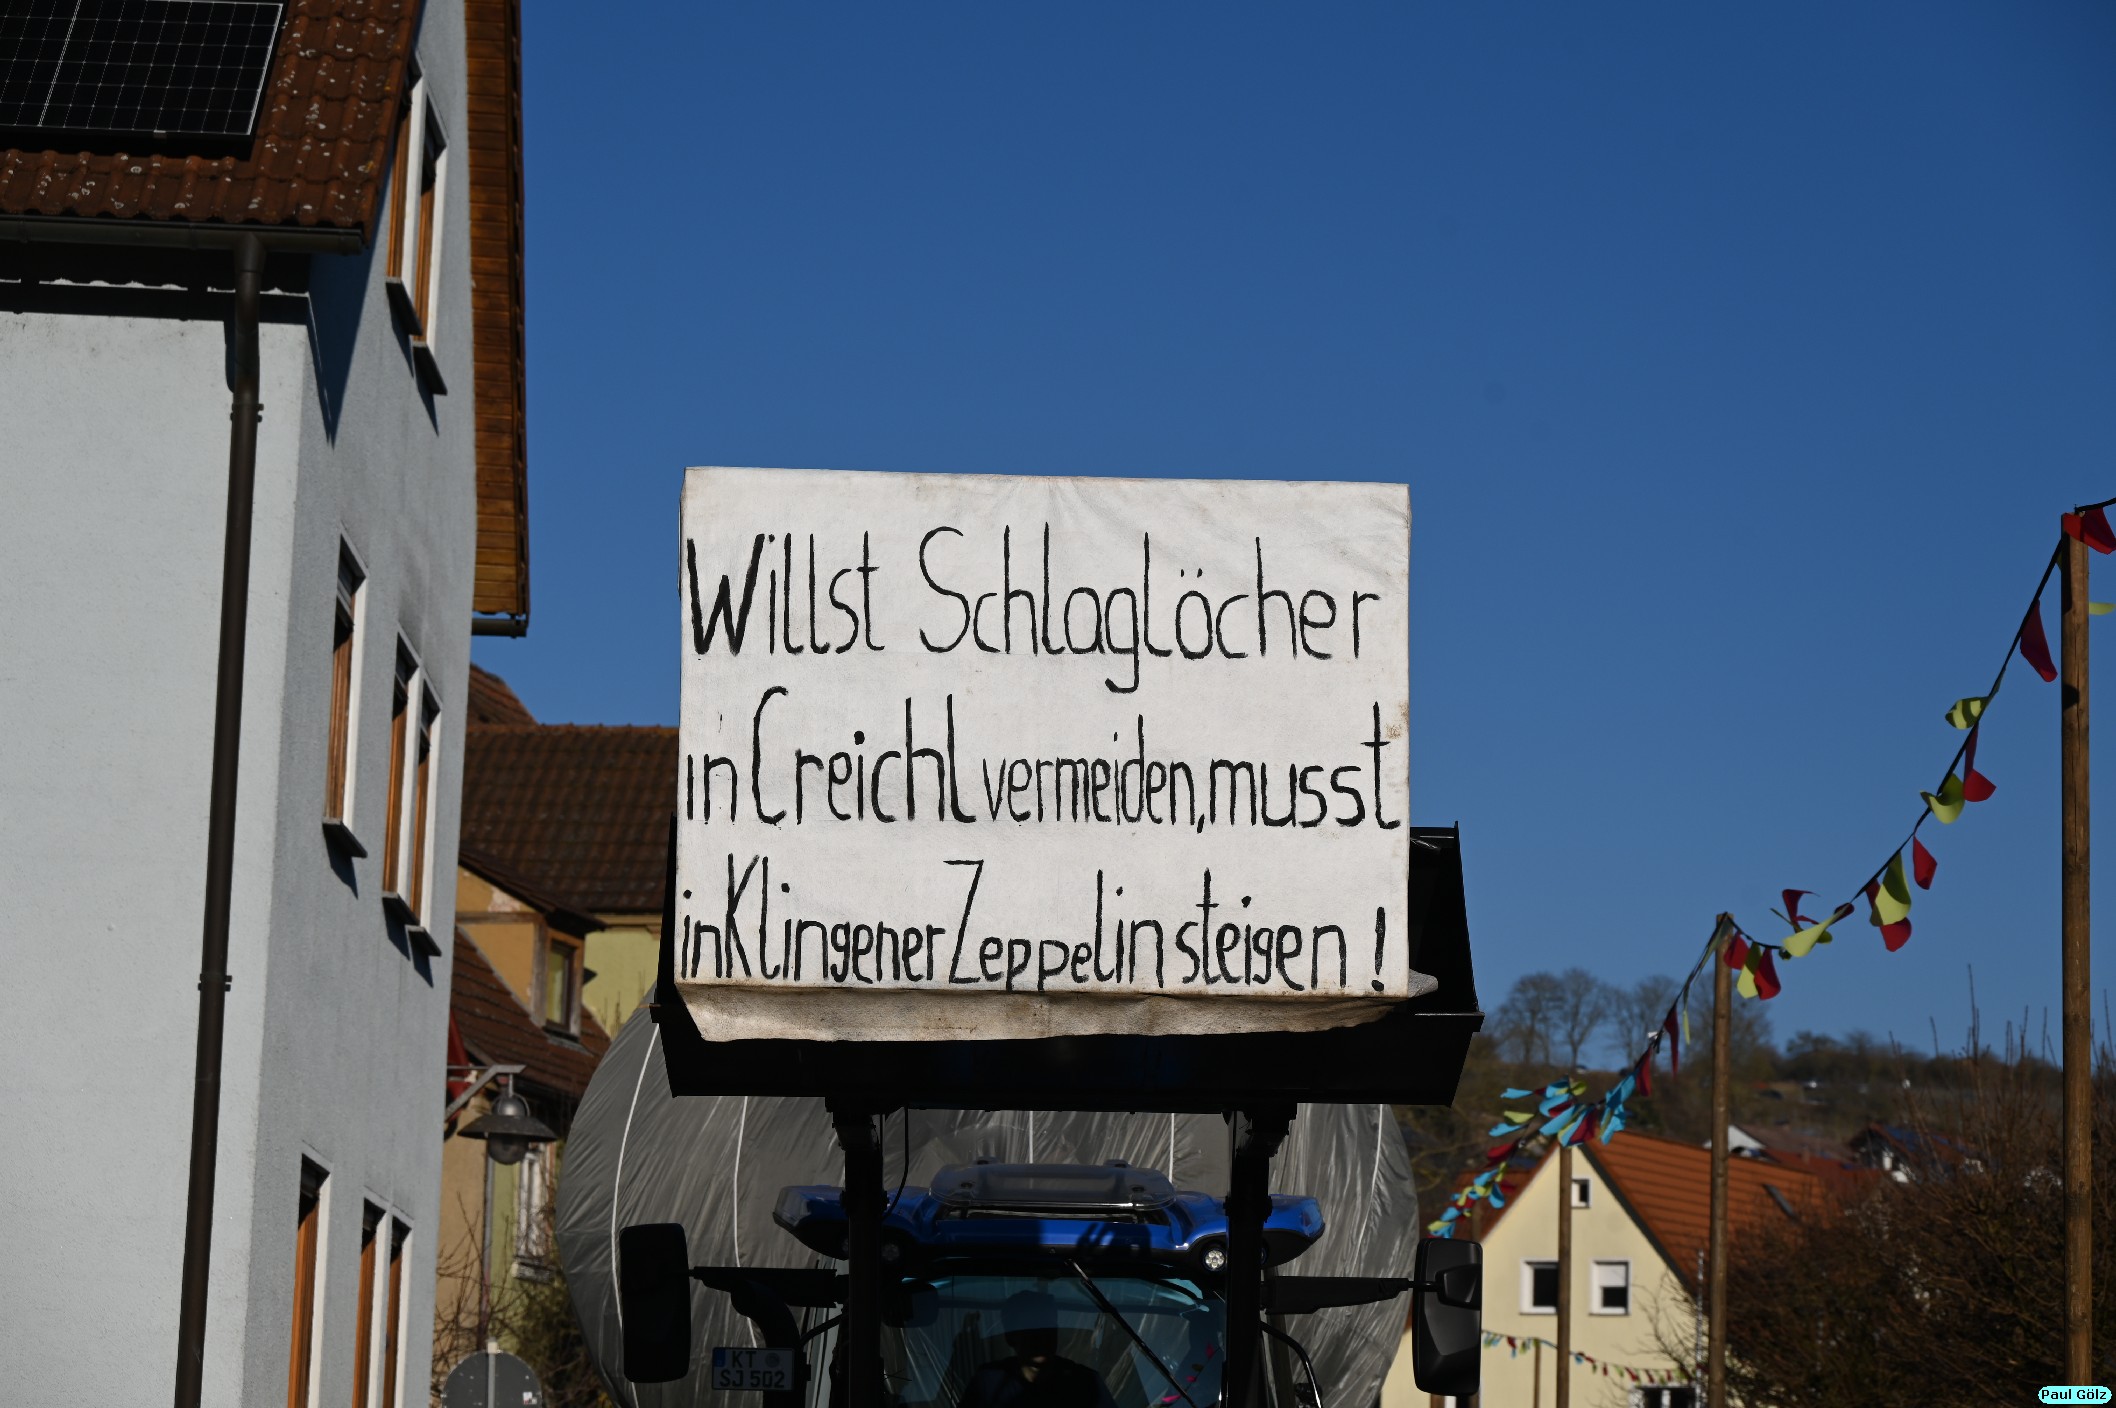 Willst Schlaglöcher
in Creichl vermeiden, musst
in Klingener Zeppelin steigen!
KT
SJ 502
Paul Gölz